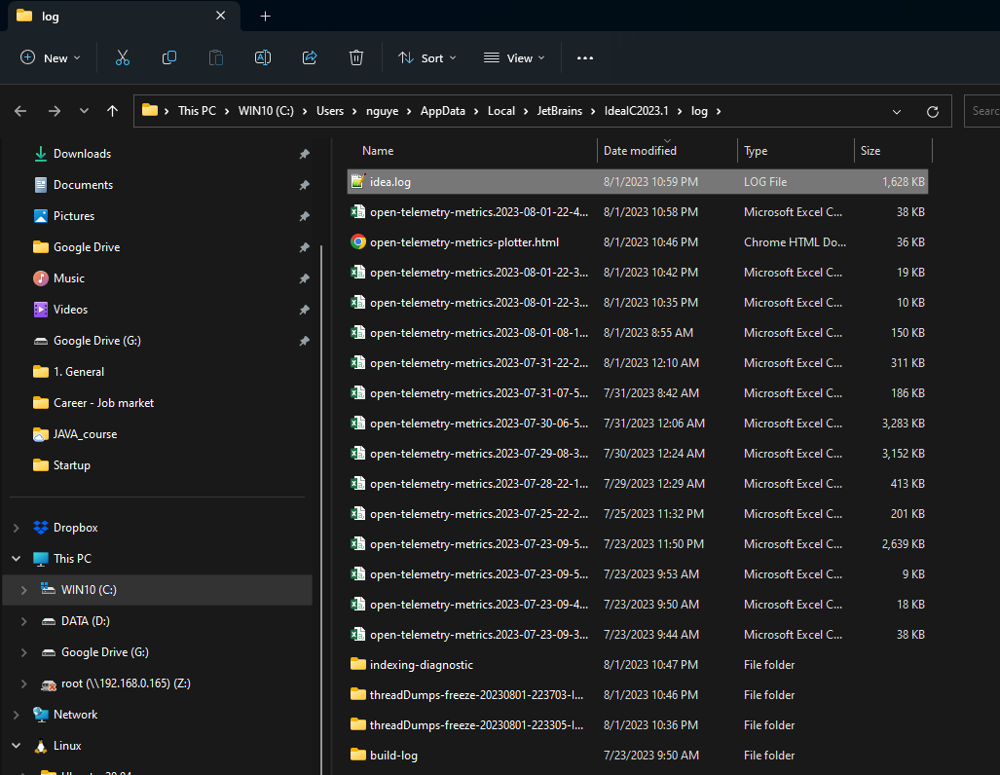 log
New
Sort
View
This PC > WIN10 (C:) > Users > nguye > AppData > Local > JetBrains > IdeaIC2023.1 > log >
Searc
Downloads
Documents
Pictures
Google Drive
Music
Videos
Google Drive (G:)
1. General
Career - Job market
JAVA_course
Startup
Dropbox
This PC
WIN10 (C:)
DATA (D:)
Google Drive (G:)
root (\\192.168.0.165) (Z:)
Network
Linux
Name Date modified Type Size
idea.log 8/1/2023 10:59 PM LOG File 1,628 KB
open-telemetry-metrics.2023-08-01-22-4... 8/1/2023 10:58 PM Microsoft Excel C... 38 KB
open-telemetry-metrics-plotter.html 8/1/2023 10:46 PM Chrome HTML Do... 36 KB
open-telemetry-metrics.2023-08-01-22-3... 8/1/2023 10:42 PM Microsoft Excel C... 19 KB
open-telemetry-metrics.2023-08-01-22-3... 8/1/2023 10:35 PM Microsoft Excel C... 10 KB
open-telemetry-metrics.2023-08-01-08-1... 8/1/2023 8:55 AM Microsoft Excel C... 150 KB
open-telemetry-metrics.2023-07-31-22-2... 8/1/2023 12:10 AM Microsoft Excel C... 311 KB
open-telemetry-metrics.2023-07-31-07-5... 7/31/2023 8:42 AM Microsoft Excel C... 186 KB
open-telemetry-metrics.2023-07-30-06-5... 7/31/2023 12:06 AM Microsoft Excel C... 3,283 KB
open-telemetry-metrics.2023-07-29-08-3... 7/30/2023 12:24 AM Microsoft Excel C... 3,152 KB
open-telemetry-metrics.2023-07-28-22-1... 7/29/2023 12:29 AM Microsoft Excel C... 413 KB
open-telemetry-metrics.2023-07-25-22-2... 7/25/2023 11:32 PM Microsoft Excel C... 201 KB
open-telemetry-metrics.2023-07-23-09-5... 7/23/2023 11:50 PM Microsoft Excel C... 2,639 KB
open-telemetry-metrics.2023-07-23-09-5... 7/23/2023 9:53 AM Microsoft Excel C... 9 KB
open-telemetry-metrics.2023-07-23-09-4... 7/23/2023 9:50 AM Microsoft Excel C... 18 KB
open-telemetry-metrics.2023-07-23-09-3... 7/23/2023 9:44 AM Microsoft Excel C... 38 KB
indexing-diagnostic 8/1/2023 10:47 PM File folder
threadDumps-freeze-20230801-223703-I... 8/1/2023 10:46 PM File folder
threadDumps-freeze-20230801-223305-I... 8/1/2023 10:36 PM File folder
build-log 7/23/2023 9:50 AM File folder